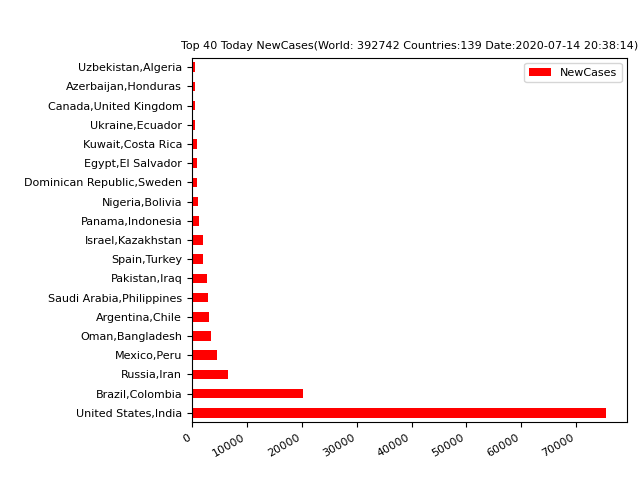 Top 40 Today NewCases(World: 392742 Countries:139 Date:2020-07-14 20:38:14)
NewCases
Uzbekistan,Algeria
Azerbaijan,Honduras
Canada,United Kingdom
Ukraine,Ecuador
Kuwait,Costa Rica
Egypt,El Salvador
Dominican Republic,Sweden
Nigeria,Bolivia
Panama,Indonesia
Israel,Kazakhstan
Spain,Turkey
Pakistan,Iraq
Saudi Arabia,Philippines
Argentina,Chile
Oman,Bangladesh
Mexico,Peru
Russia,Iran
Brazil,Colombia
United States,India
0 10000 20000 30000 40000 50000 60000 70000